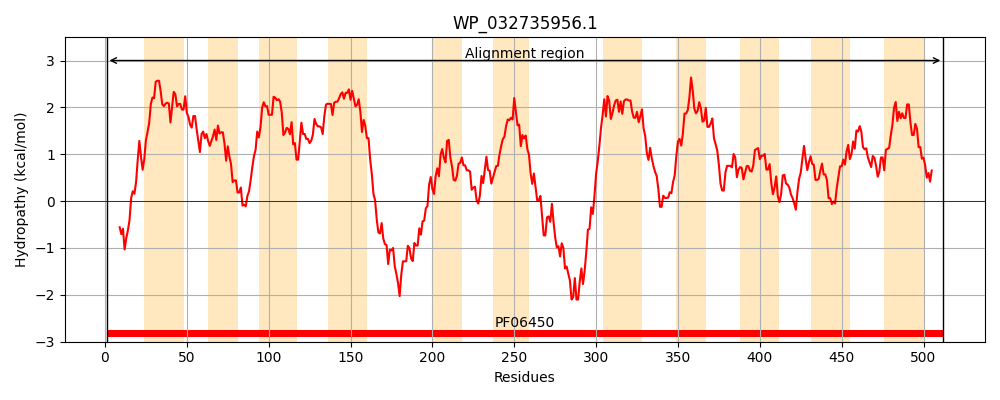 WP_032735956.1
Alignment region
3
2
1
0
−1
−2
−3
Hydropathy (kcal/mol)
PF06450
0 50 100 150 200 250 300 350 400 450 500
Residues